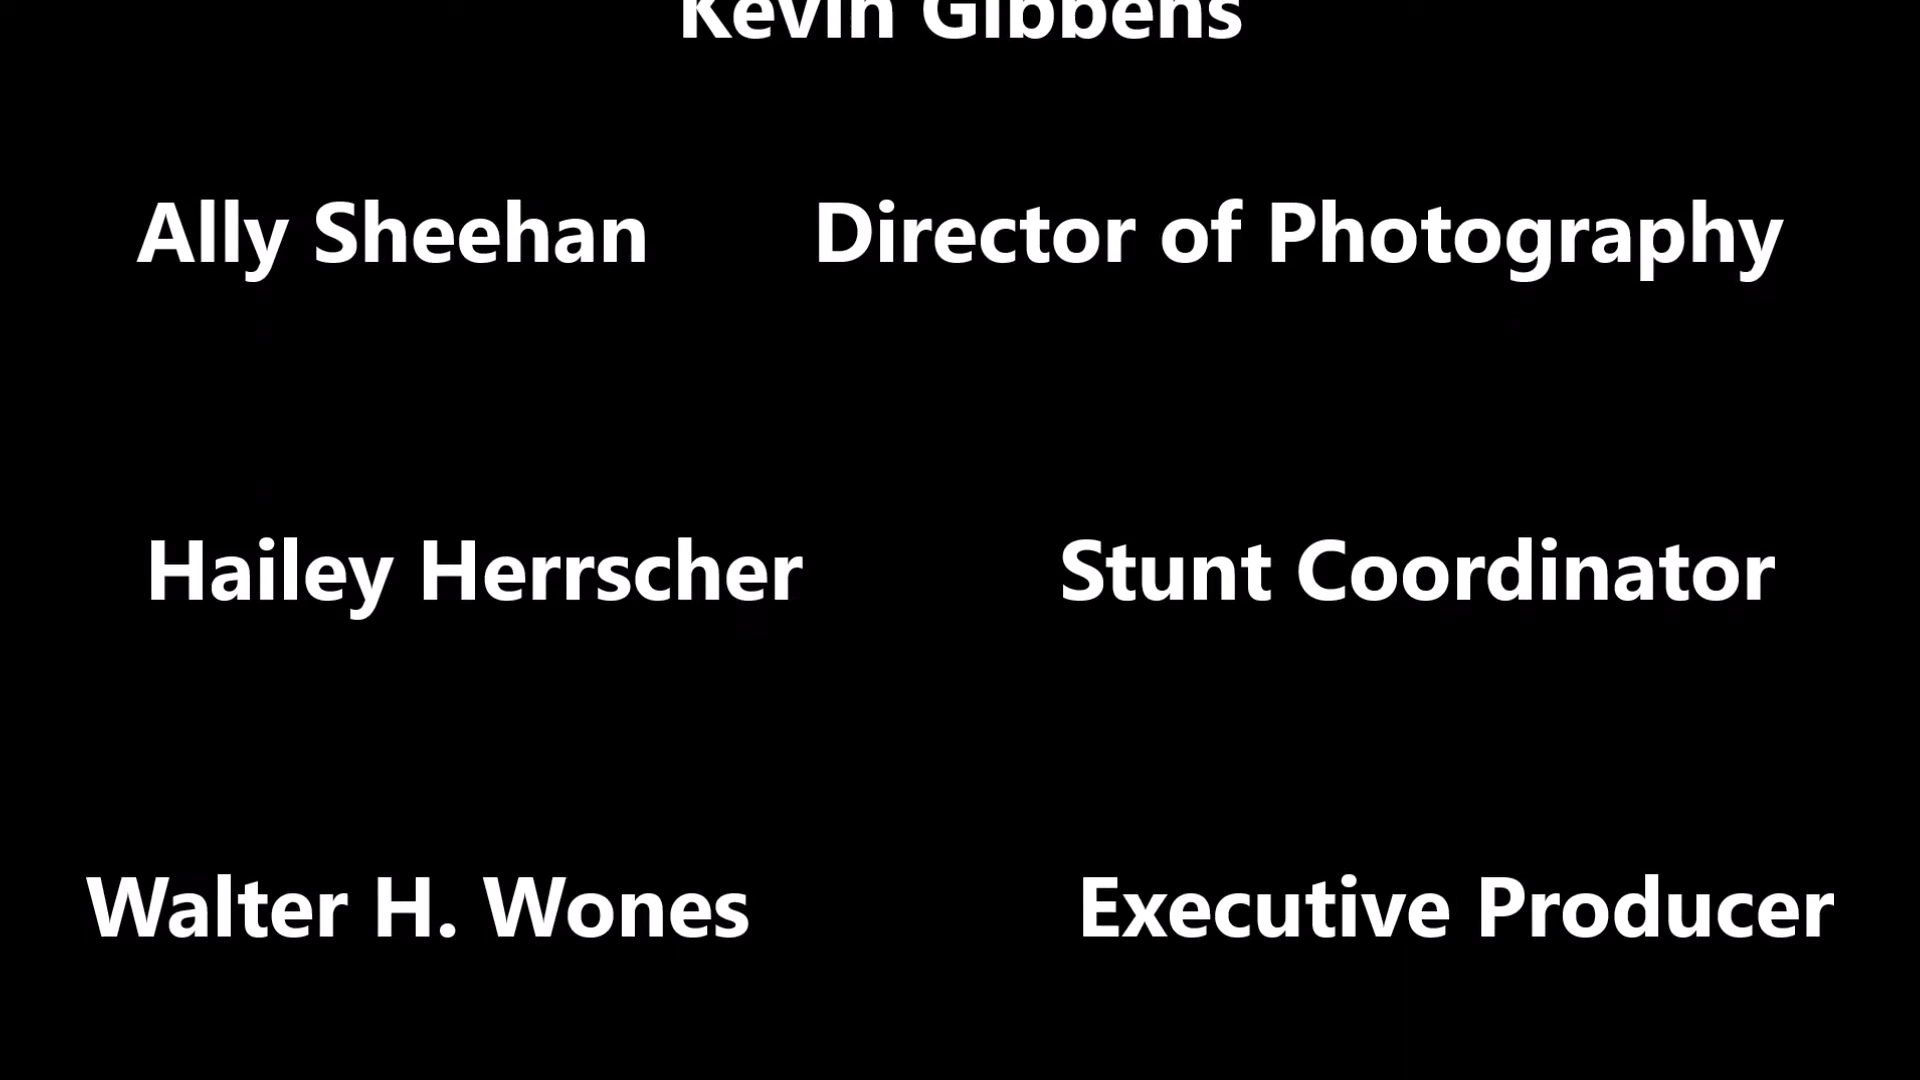 Kevin Gibbens
Ally Sheehan Director of Photography
Hailey Herrscher Stunt Coordinator
Walter H. Wones Executive Producer